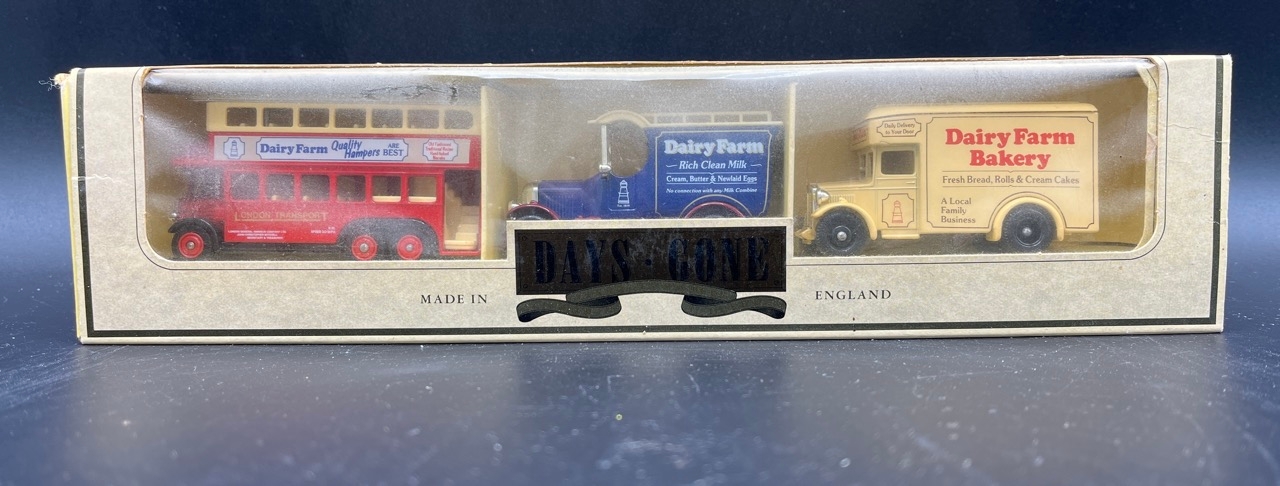 Dairy Farm Quality Hampers ARE BEST
LONDON TRANSPORT
Dairy Farm
Rich Clean Milk
Cream, Butter & Newlaid Eggs
No connection with any Milk Combine
Daily Delivery
to Your Door
Dairy Farm
Bakery
Fresh Bread, Rolls & Cream Cakes
A Local
Family
Business
DAYS · GONE
MADE IN
ENGLAND